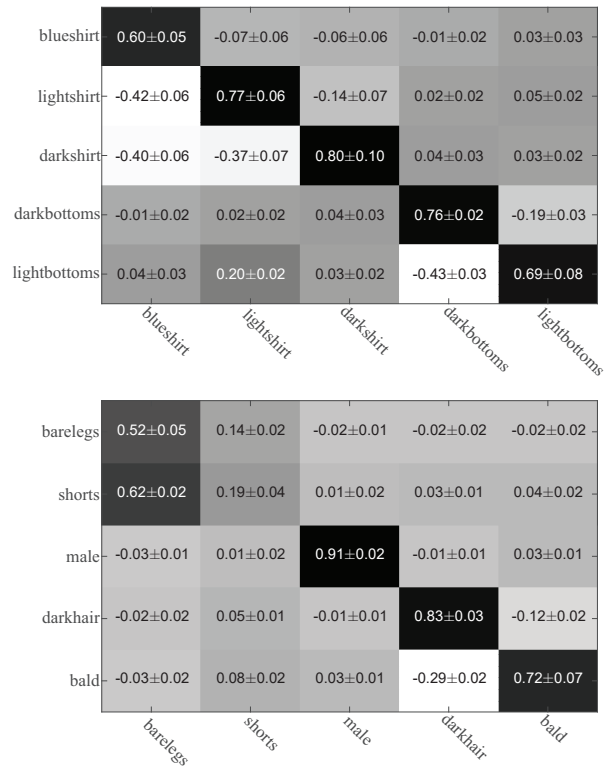 blueshirt 0.60±0.05 -0.07±0.06 -0.06±0.06 -0.01±0.02 0.03±0.03
lightshirt -0.42±0.06 0.77±0.06 -0.14±0.07 0.02±0.02 0.05±0.02
darkshirt -0.40±0.06 -0.37±0.07 0.80±0.10 0.04±0.03 0.03±0.02
darkbottoms -0.01±0.02 0.02±0.02 0.04±0.03 0.76±0.02 -0.19±0.03
lightbottoms 0.04±0.03 0.20±0.02 0.03±0.02 -0.43±0.03 0.69±0.08
blueshirt lightshirt darkshirt darkbottoms lightbottoms
barelegs 0.52±0.05 0.14±0.02 -0.02±0.01 -0.02±0.02 -0.02±0.02
shorts 0.62±0.02 0.19±0.04 0.01±0.02 0.03±0.01 0.04±0.02
male -0.03±0.01 0.01±0.02 0.91±0.02 -0.01±0.01 0.03±0.01
darkhair -0.02±0.02 0.05±0.01 -0.01±0.01 0.83±0.03 -0.12±0.02
bald -0.03±0.02 0.08±0.02 0.03±0.01 -0.29±0.02 0.72±0.07
barelegs shorts male darkhair bald